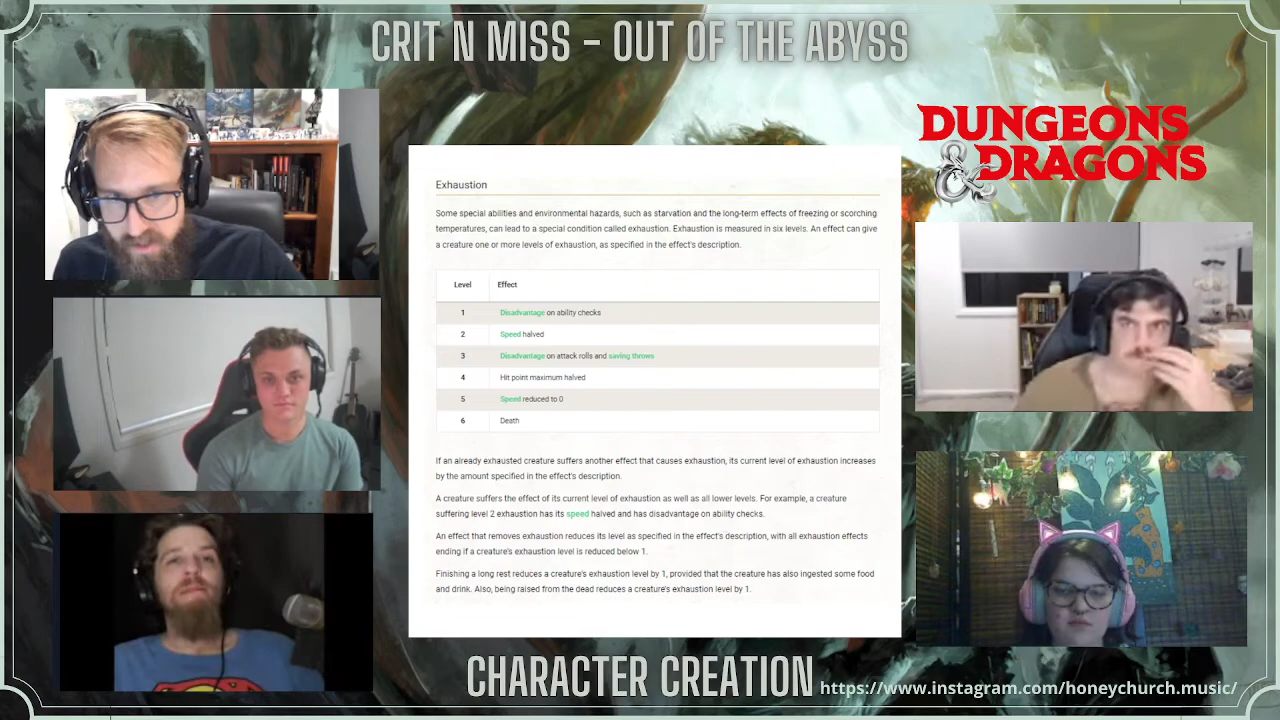 CRIT N MISS - OUT OF THE ABYSS
DUNGEONS
& DRAGONS
Exhaustion
Some special abilities and environmental hazards, such as starvation and the long-term effects of freezing or scorching
temperatures, can lead to a special condition called exhaustion. Exhaustion is measured in six levels. An effect can give
a creature one or more levels of exhaustion, as specified in the effect's description.
Level Effect
1 Disadvantage on ability checks
2 Speed halved
3 Disadvantage on attack rolls and saving throws
4 Hit point maximum halved
5 Speed reduced to 0
6 Death
If an already exhausted creature suffers another effect that causes exhaustion, its current level of exhaustion increases
by the amount specified in the effect's description.
A creature suffers the effect of its current level of exhaustion as well as all lower levels. For example, a creature
suffering level 2 exhaustion has its speed halved and has disadvantage on ability checks.
An effect that removes exhaustion reduces its level as specified in the effect's description, with all exhaustion effects
ending if a creature's exhaustion level is reduced below 1.
Finishing a long rest reduces a creature's exhaustion level by 1, provided that the creature has also ingested some food
and drink. Also, being raised from the dead reduces a creature's exhaustion level by 1.
CHARACTER CREATION
https://www.instagram.com/honeychurch.music/